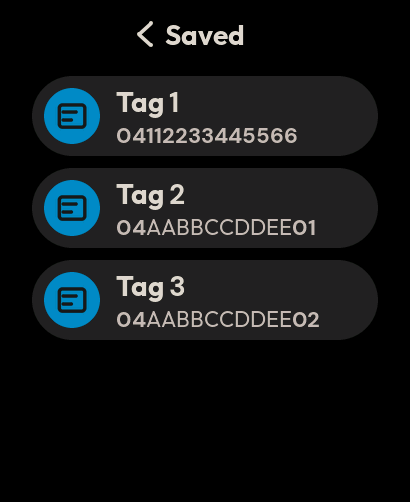 Saved
Tag 1
04112233445566
Tag 2
04AABBCCDDEE01
Tag 3
04AABBCCDDEE02